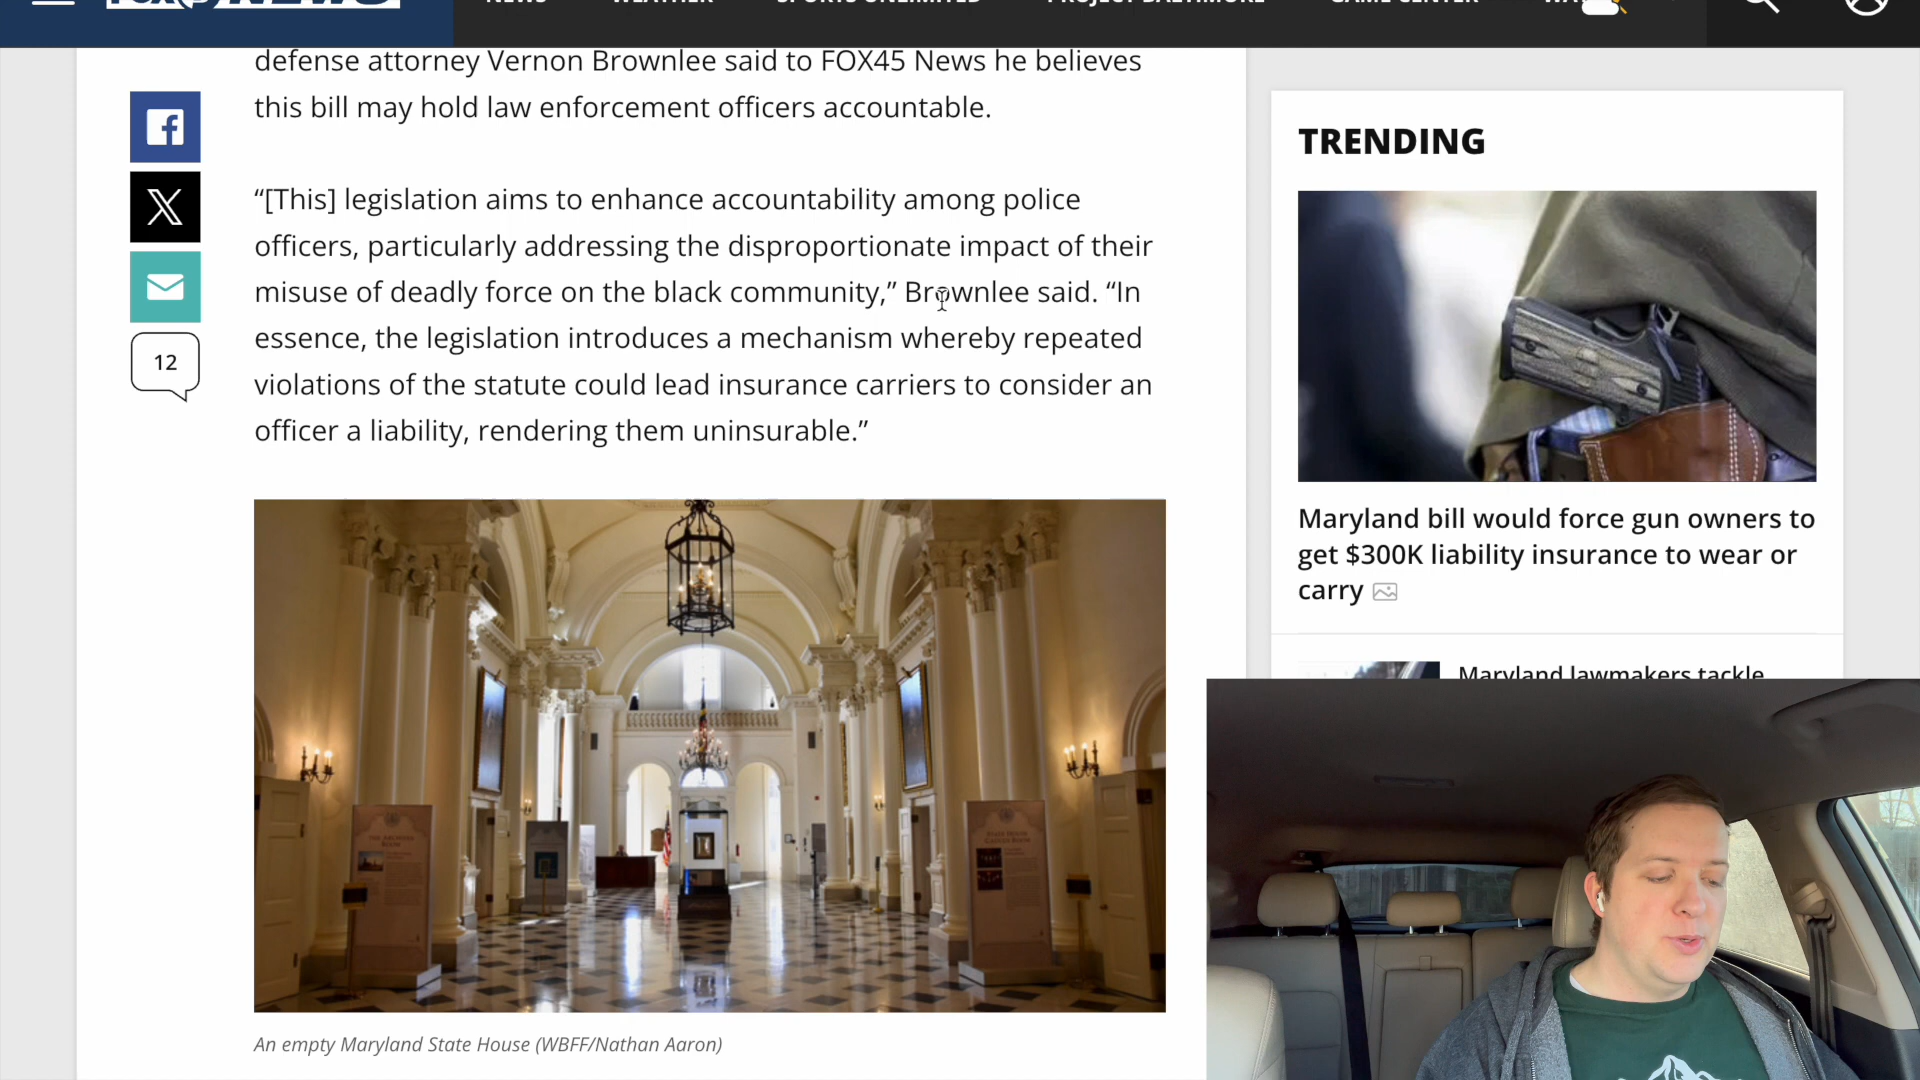 NEWS
defense attorney Vernon Brownlee said to FOX45 News he believes
this bill may hold law enforcement officers accountable.
12
“[This] legislation aims to enhance accountability among police
officers, particularly addressing the disproportionate impact of their
misuse of deadly force on the black community,” Brownlee said. “In
essence, the legislation introduces a mechanism whereby repeated
violations of the statute could lead insurance carriers to consider an
officer a liability, rendering them uninsurable.”
An empty Maryland State House (WBFF/Nathan Aaron)
TRENDING
Maryland bill would force gun owners to
get $300K liability insurance to wear or
carry
Maryland lawmakers tackle